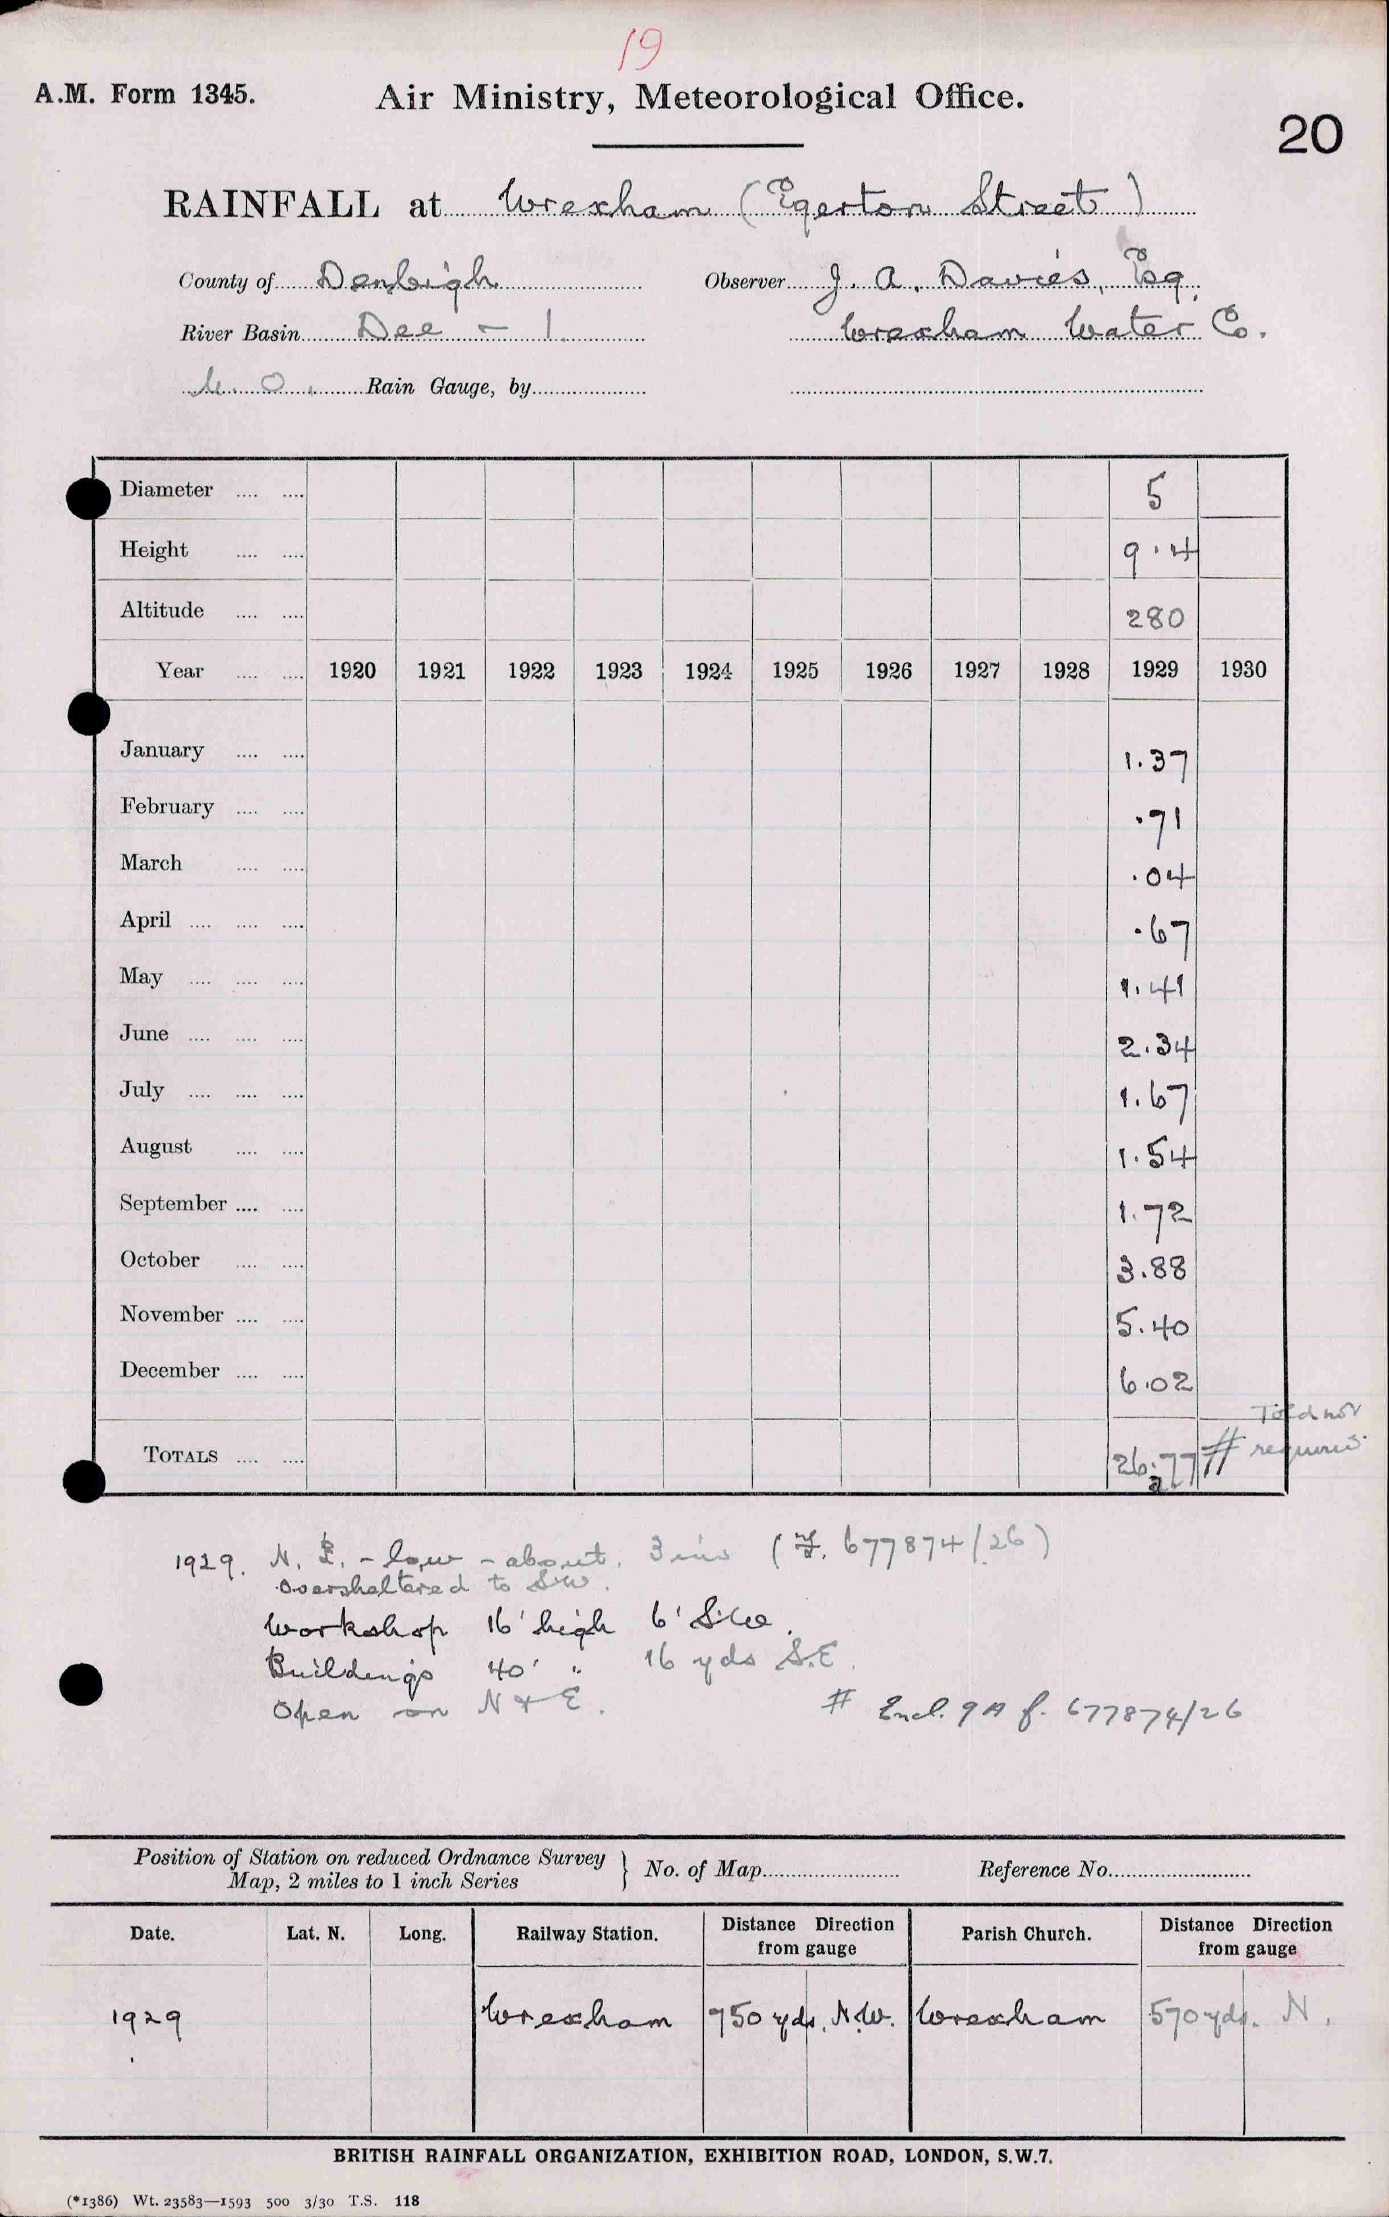 19
A.M. Form 1345.
Air Ministry, Meteorological Office.
20
RAINFALL at Wrexham (Egerton Street)
County of Denbigh
Observer J. A. Davies, Esq
River Basin Dee - 1.
Wrexham Water Co.
M. O. Rain Gauge, by
Diameter .... .... 5
Height .... .... 9.4
Altitude .... .... 280
Year .... .... 1920 1921 1922 1923 1924 1925 1926 1927 1928 1929 1930
January .... .... 1.37
February .... .... .71
March .... .... .04
April .... .... .... .67
May .... .... .... 1.41
June .... .... .... 2.34
July .... .... .... 1.67
August .... .... 1.54
September .... .... 1.72
October .... .... 3.88
November .... .... 5.40
December .... .... 6.02
Told not
TOTALS .... .... 26.77 # required
a
1929. N. - low - about 3 ins (f. 677874/26)
Oversheltered to SW.
Workshop 16' high 6' S.W.
Buildings 40' " 16 yds S.E.
Open on N & E.
# Encl. 9A f. 677874/26
Position of Station on reduced Ordnance Survey
Map, 2 miles to 1 inch Series
} No. of Map
Reference No.
Date. Lat. N. Long. Railway Station. Distance Direction from gauge Parish Church. Distance Direction from gauge
1929 Wrexham 750 yds. N.W. Wrexham 570 yds. N.
BRITISH RAINFALL ORGANIZATION, EXHIBITION ROAD, LONDON, S.W.7.
(*1386) Wt. 23583—1593 500 3/30 T.S. 118